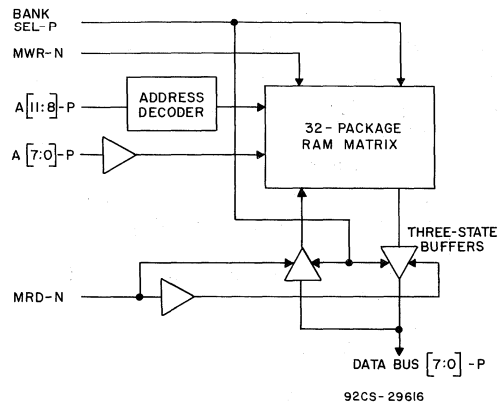 BANK
SEL-P
MWR-N
A[11:8]-P
ADDRESS
DECODER
A [7:0]-P
32-PACKAGE
RAM MATRIX
THREE-STATE
BUFFERS
MRD-N
DATA BUS [7:0]-P
92CS-29616